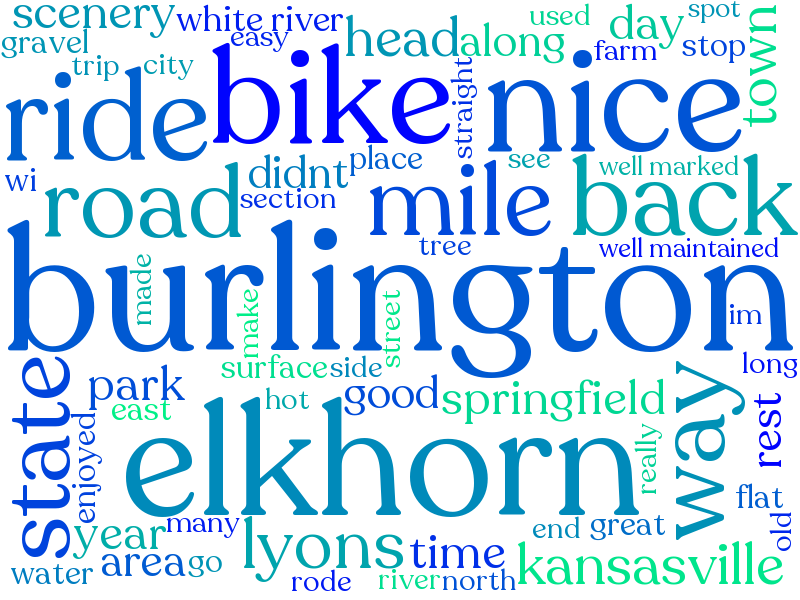 scenery
white river
used
spot
gravel
easy
head
along
day
town
trip
city
farm
stop
ride
bike
straight
nice
wi
didnt
place
see
well marked
road
section
mile
back
tree
well maintained
burlington
made
make
street
im
surface
side
long
state
park
hot
good
springfield
way
rest
east
enjoyed
elkhorn
really
flat
year
many
lyons
time
end
great
old
water
area
go
rode
river
north
kansasville